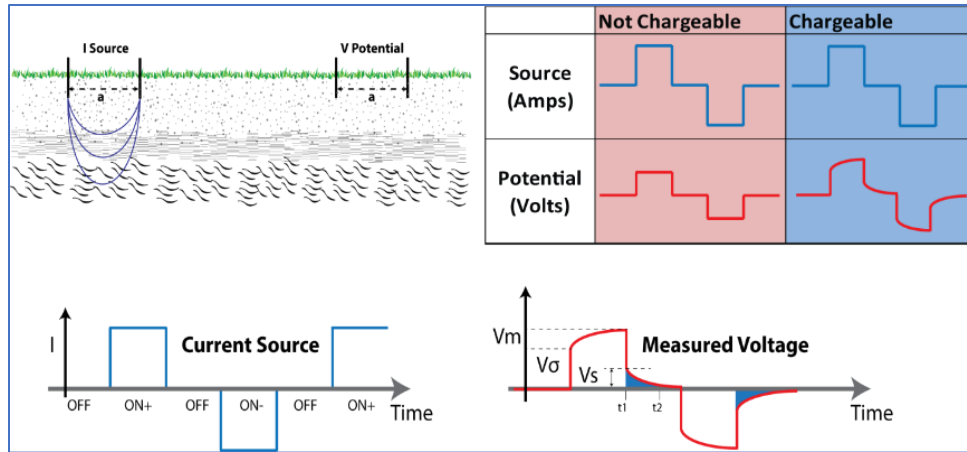 I Source
V Potential
a
a
Not Chargeable
Chargeable
Source
(Amps)
Potential
(Volts)
I
Current Source
OFF
ON+
OFF
ON-
OFF
ON+
Time
Vm
Vσ
Vs
Measured Voltage
t1
t2
Time